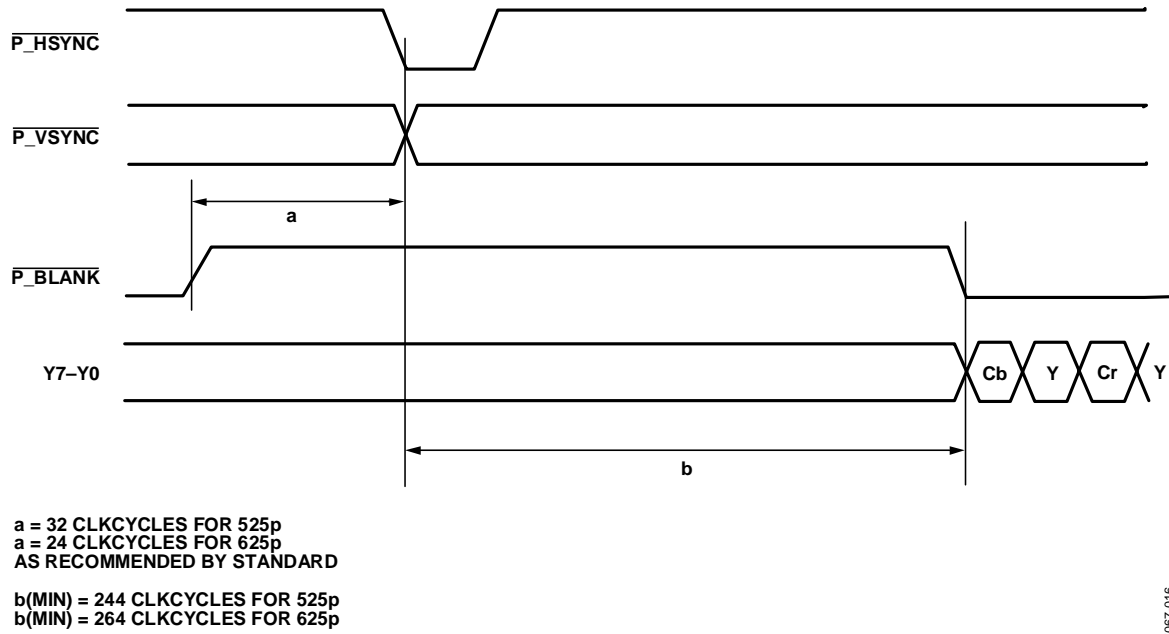 P_HSYNC
P_VSYNC
a
P_BLANK
Y7–Y0
Cb Y Cr Y
b
a = 32 CLKCYCLES FOR 525p
a = 24 CLKCYCLES FOR 625p
AS RECOMMENDED BY STANDARD
b(MIN) = 244 CLKCYCLES FOR 525p
b(MIN) = 264 CLKCYCLES FOR 625p